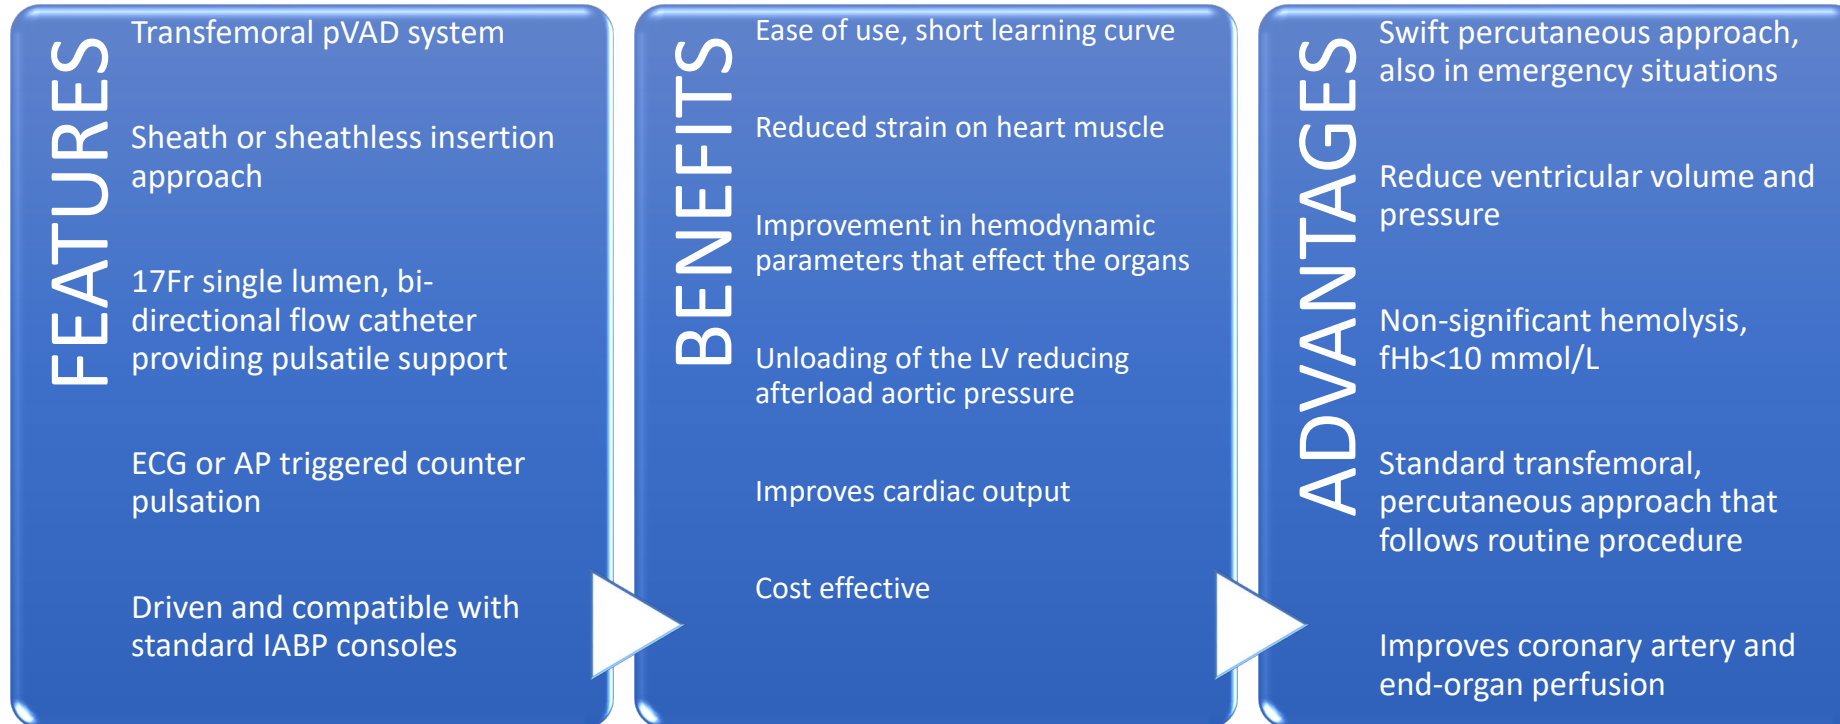 FEATURES
Transfemoral pVAD system
Sheath or sheathless insertion
approach
17Fr single lumen, bi-
directional flow catheter
providing pulsatile support
ECG or AP triggered counter
pulsation
Driven and compatible with
standard IABP consoles
BENEFITS
Ease of use, short learning curve
Reduced strain on heart muscle
Improvement in hemodynamic
parameters that effect the organs
Unloading of the LV reducing
afterload aortic pressure
Improves cardiac output
Cost effective
ADVANTAGES
Swift percutaneous approach,
also in emergency situations
Reduce ventricular volume and
pressure
Non-significant hemolysis,
fHb<10 mmol/L
Standard transfemoral,
percutaneous approach that
follows routine procedure
Improves coronary artery and
end-organ perfusion